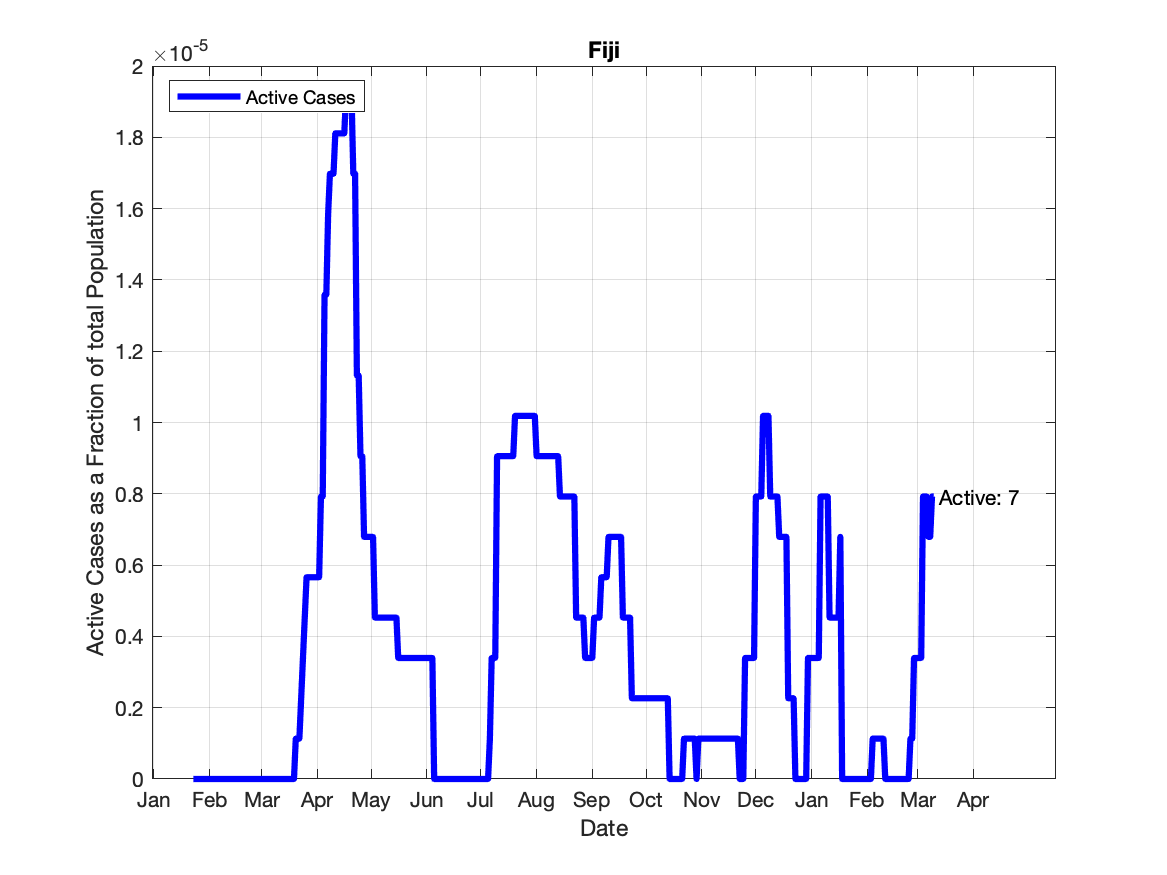 Fiji
×10-5
Active Cases
2
1.8
1.6
1.4
1.2
1
0.8
0.6
0.4
0.2
0
Active Cases as a Fraction of total Population
Active: 7
Jan Feb Mar Apr May Jun Jul Aug Sep Oct Nov Dec Jan Feb Mar Apr
Date